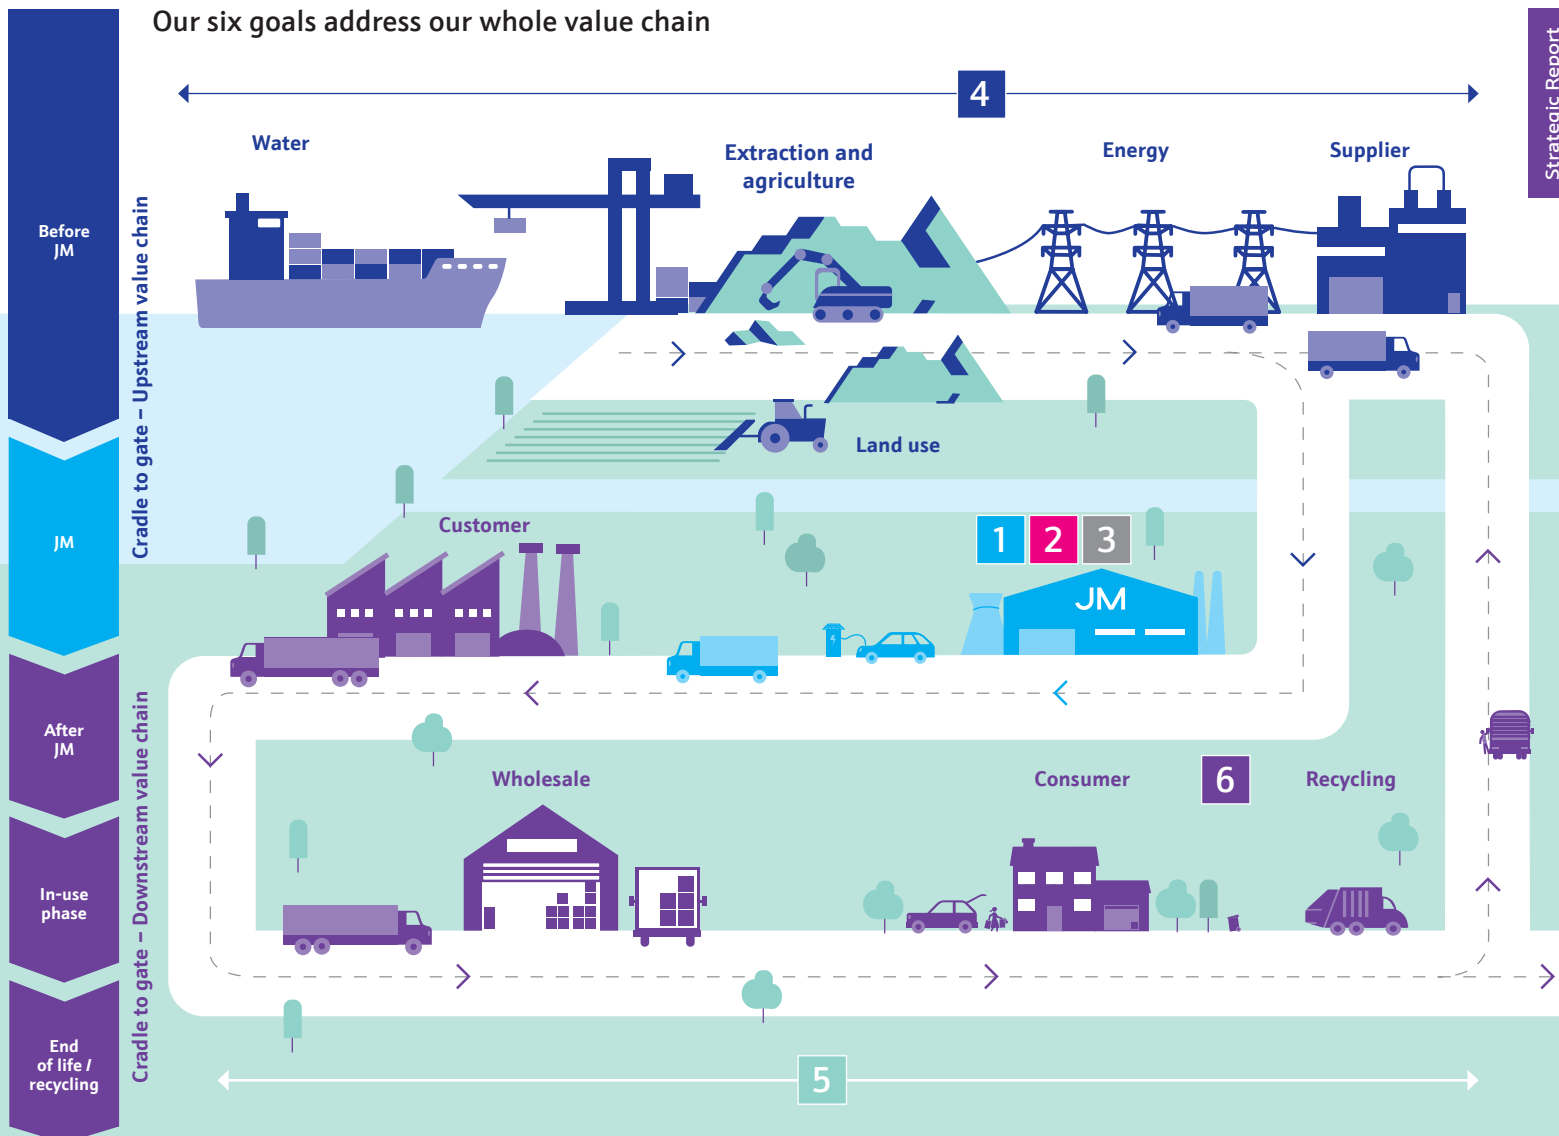 Our six goals address our whole value chain
Strategic Report
4
Water
Extraction and
agriculture
Energy
Supplier
Before
JM
Cradle to gate – Upstream value chain
Land use
JM
Customer
1 2 3
JM
After
JM
Cradle to gate – Downstream value chain
Wholesale
Consumer
6
Recycling
In-use
phase
End
of life /
recycling
5